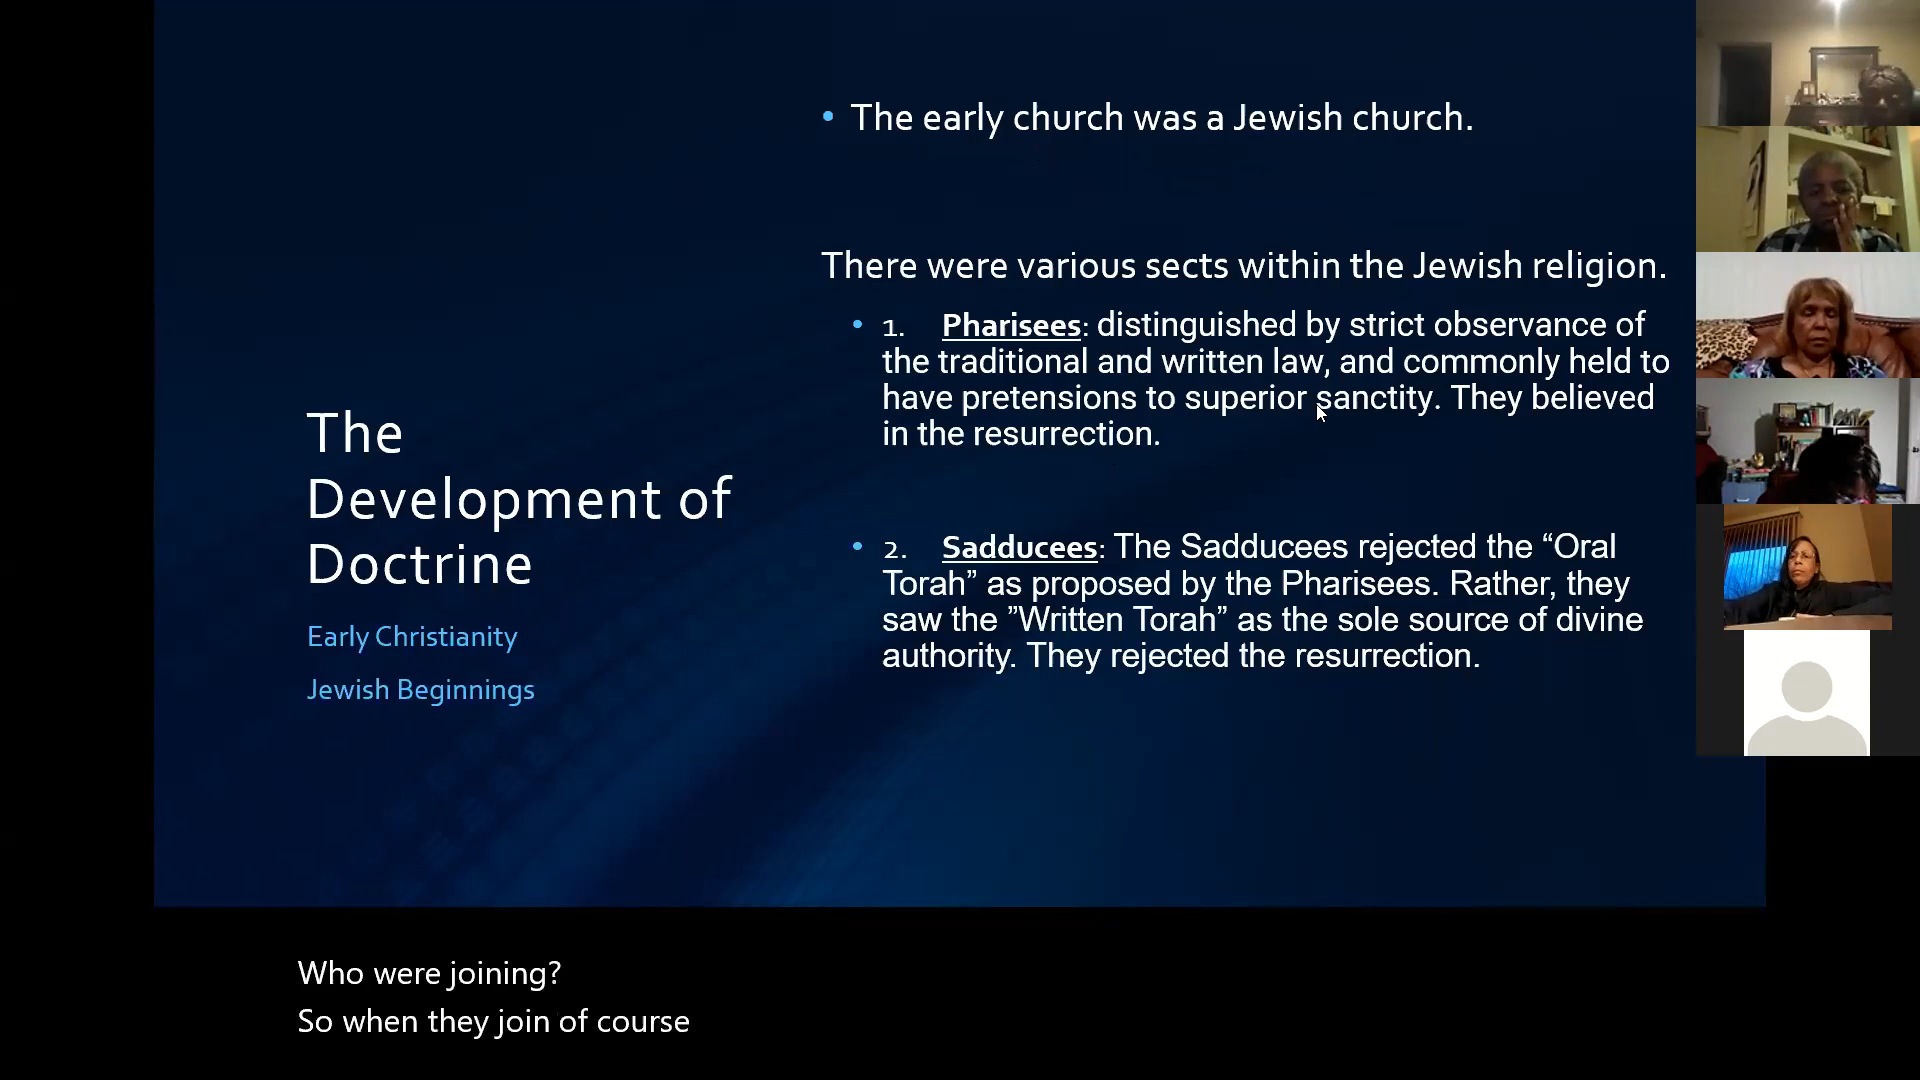 The
Development of
Doctrine
Early Christianity
Jewish Beginnings
• The early church was a Jewish church.
There were various sects within the Jewish religion.
• 1. Pharisees: distinguished by strict observance of
the traditional and written law, and commonly held to
have pretensions to superior sanctity. They believed
in the resurrection.
• 2. Sadducees: The Sadducees rejected the “Oral
Torah” as proposed by the Pharisees. Rather, they
saw the ”Written Torah” as the sole source of divine
authority. They rejected the resurrection.
Who were joining?
So when they join of course